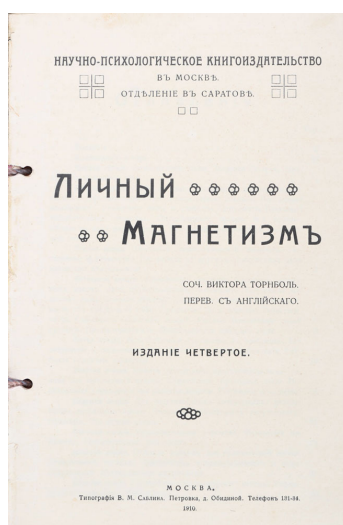 НАУЧНО-ПСИХОЛОГИЧЕСКОЕ КНИГОИЗДАТЕЛЬСТВО
ВЪ МОСКВѢ.
ОТДѢЛЕНІЕ ВЪ САРАТОВѢ.
ЛИЧНЫЙ
МАГНЕТИЗМЪ
СОЧ. ВИКТОРА ТОРНБОЛЬ.
ПЕРЕВ. СЪ АНГЛІЙСКАГО.
ИЗДАНІЕ ЧЕТВЕРТОЕ.
МОСКВА.
Типографія В. М. Саблина. Петровка, д. Обидиной. Телефонъ 131-34.
1910.